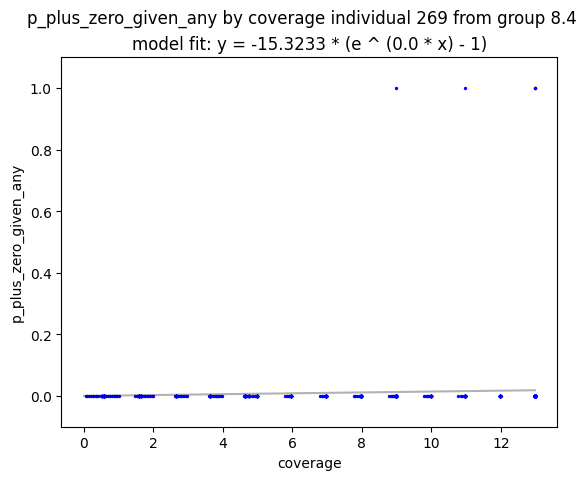 p_plus_zero_given_any by coverage individual 269 from group 8.4
model fit: y = -15.3233 * (e ^ (0.0 * x) - 1)
1.0
0.8
0.6
0.4
0.2
0.0
p_plus_zero_given_any
0 2 4 6 8 10 12
coverage